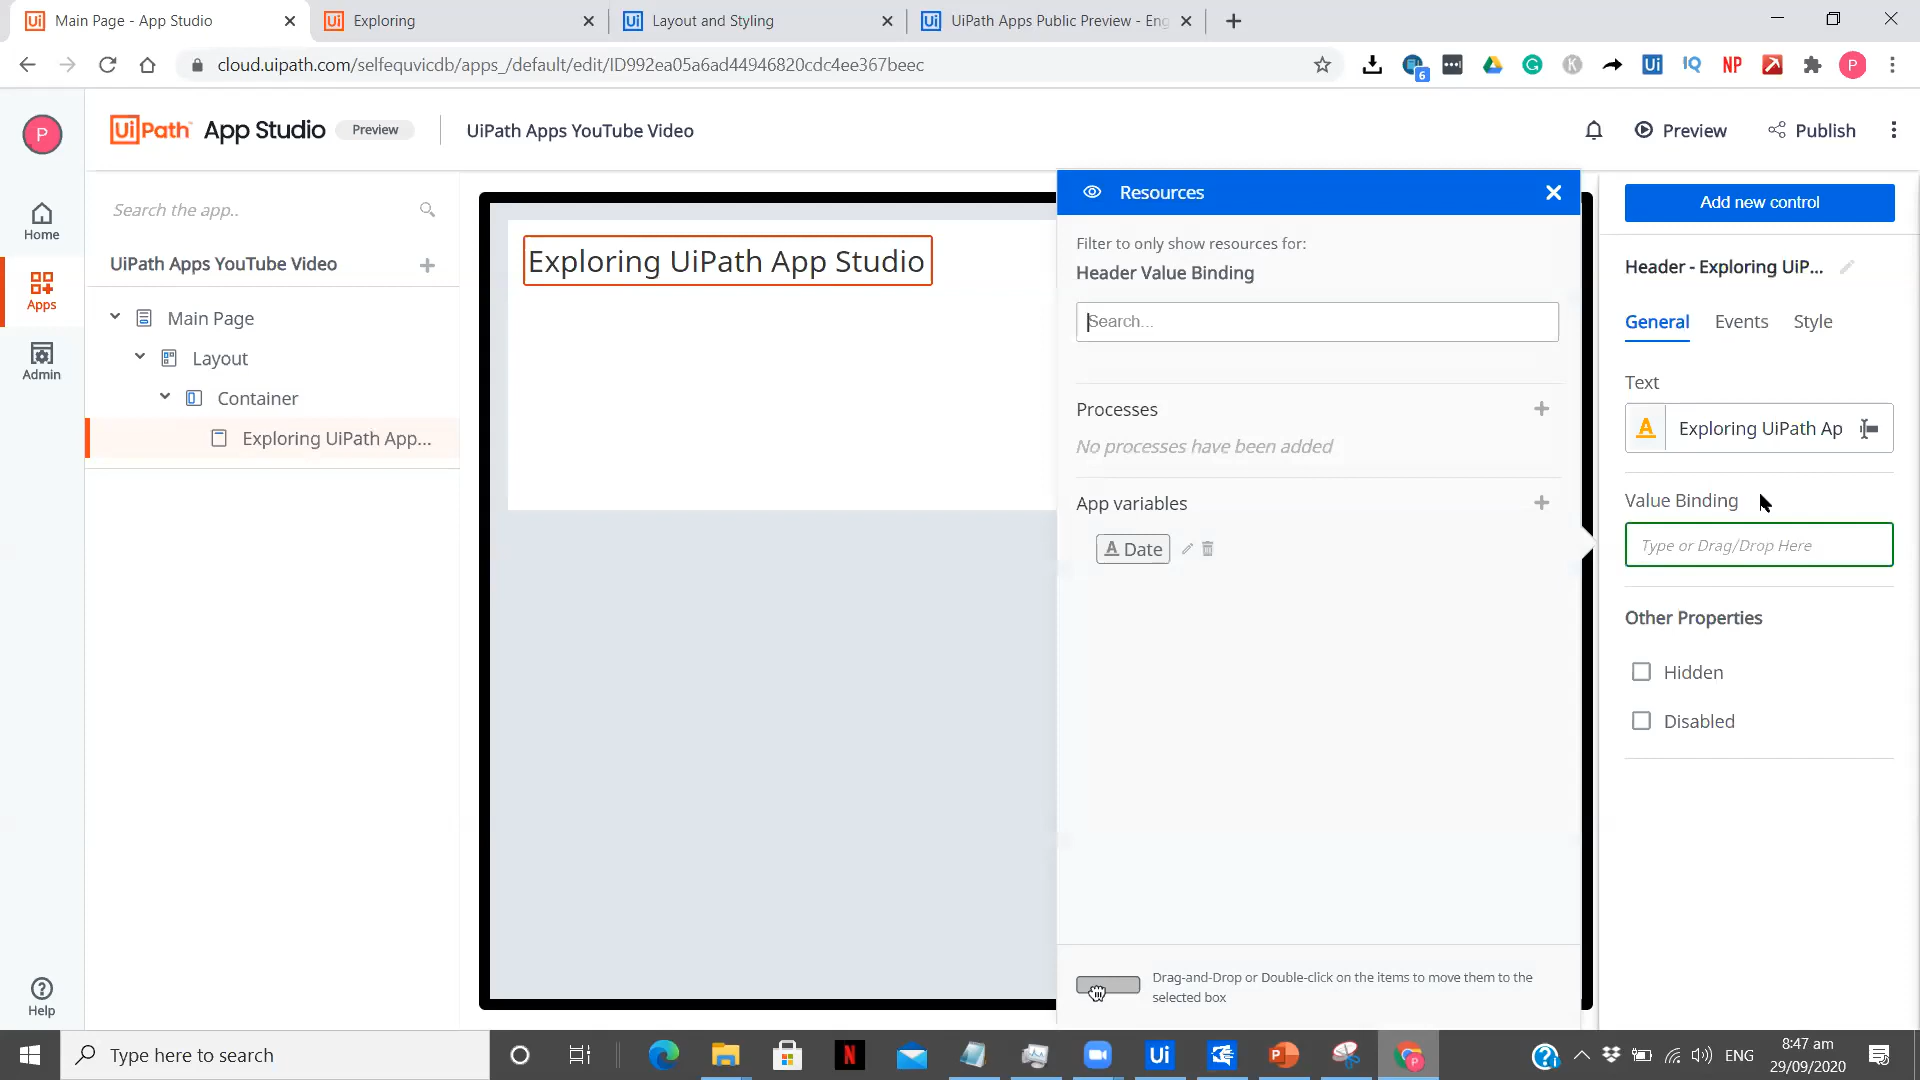 Main Page - App Studio
Exploring
Layout and Styling
UiPath Apps Public Preview - Eng
cloud.uipath.com/selfequvicdb/apps_/default/edit/ID992ea05a6ad44946820cdc4ee367beec
6
K
Ui
IQ
NP
P
P
UiPath App Studio
Preview
UiPath Apps YouTube Video
Preview
Publish
Home
Apps
Admin
Help
Search the app..
UiPath Apps YouTube Video
Main Page
Layout
Container
Exploring UiPath App...
Exploring UiPath App Studio
Resources
Filter to only show resources for:
Header Value Binding
Search...
Processes
No processes have been added
App variables
A Date
Drag-and-Drop or Double-click on the items to move them to the
selected box
Add new control
Header - Exploring UiP...
General
Events
Style
Text
A
Exploring UiPath Ap
Value Binding
Type or Drag/Drop Here
Other Properties
Hidden
Disabled
Type here to search
N
Ui
P
ENG
8:47 am
29/09/2020